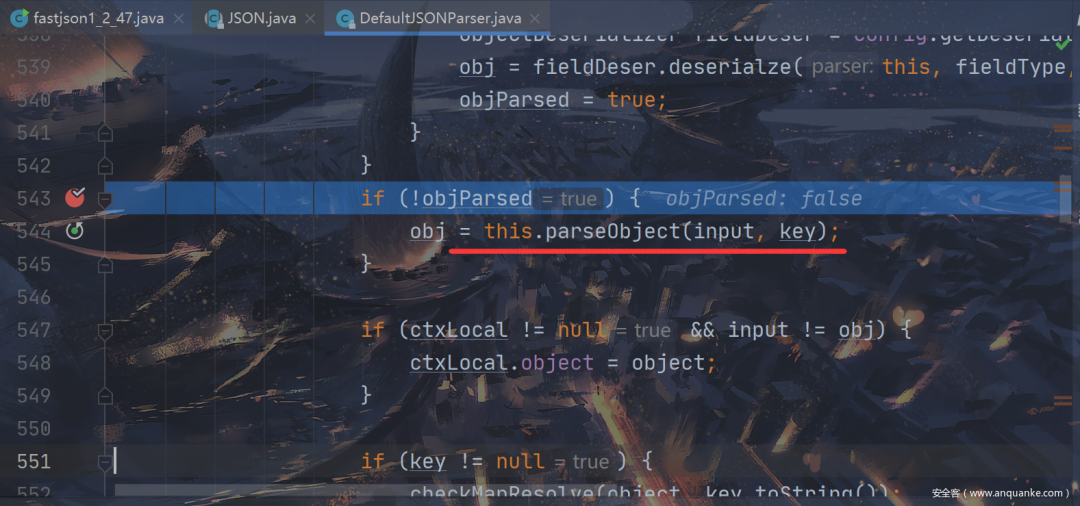 fastjson1_2_47.java × JSON.java × DefaultJSONParser.java ×
538 objectDeserializer fieldDeser = config.getDeserial
539 obj = fieldDeser.deserialze( parser: this, fieldType,
540 objParsed = true;
541 }
542 }
543 if (!objParsed = true ) { objParsed: false
544 obj = this.parseObject(input, key);
545 }
546
547 if (ctxLocal != null = true && input != obj) {
548 ctxLocal.object = object;
549 }
550
551 if (key != null = true ) {
552 checkMapResolve(object, key.toString());
安全客（www.anquanke.com）